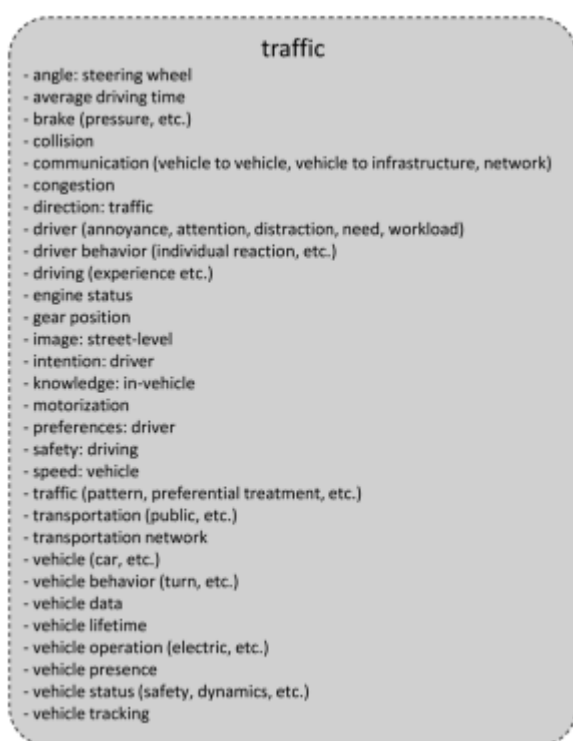 traffic
- angle: steering wheel
- average driving time
- brake (pressure, etc.)
- collision
- communication (vehicle to vehicle, vehicle to infrastructure, network)
- congestion
- direction: traffic
- driver (annoyance, attention, distraction, need, workload)
- driver behavior (individual reaction, etc.)
- driving (experience etc.)
- engine status
- gear position
- image: street-level
- intention: driver
- knowledge: in-vehicle
- motorization
- preferences: driver
- safety: driving
- speed: vehicle
- traffic (pattern, preferential treatment, etc.)
- transportation (public, etc.)
- transportation network
- vehicle (car, etc.)
- vehicle behavior (turn, etc.)
- vehicle data
- vehicle lifetime
- vehicle operation (electric, etc.)
- vehicle presence
- vehicle status (safety, dynamics, etc.)
- vehicle tracking